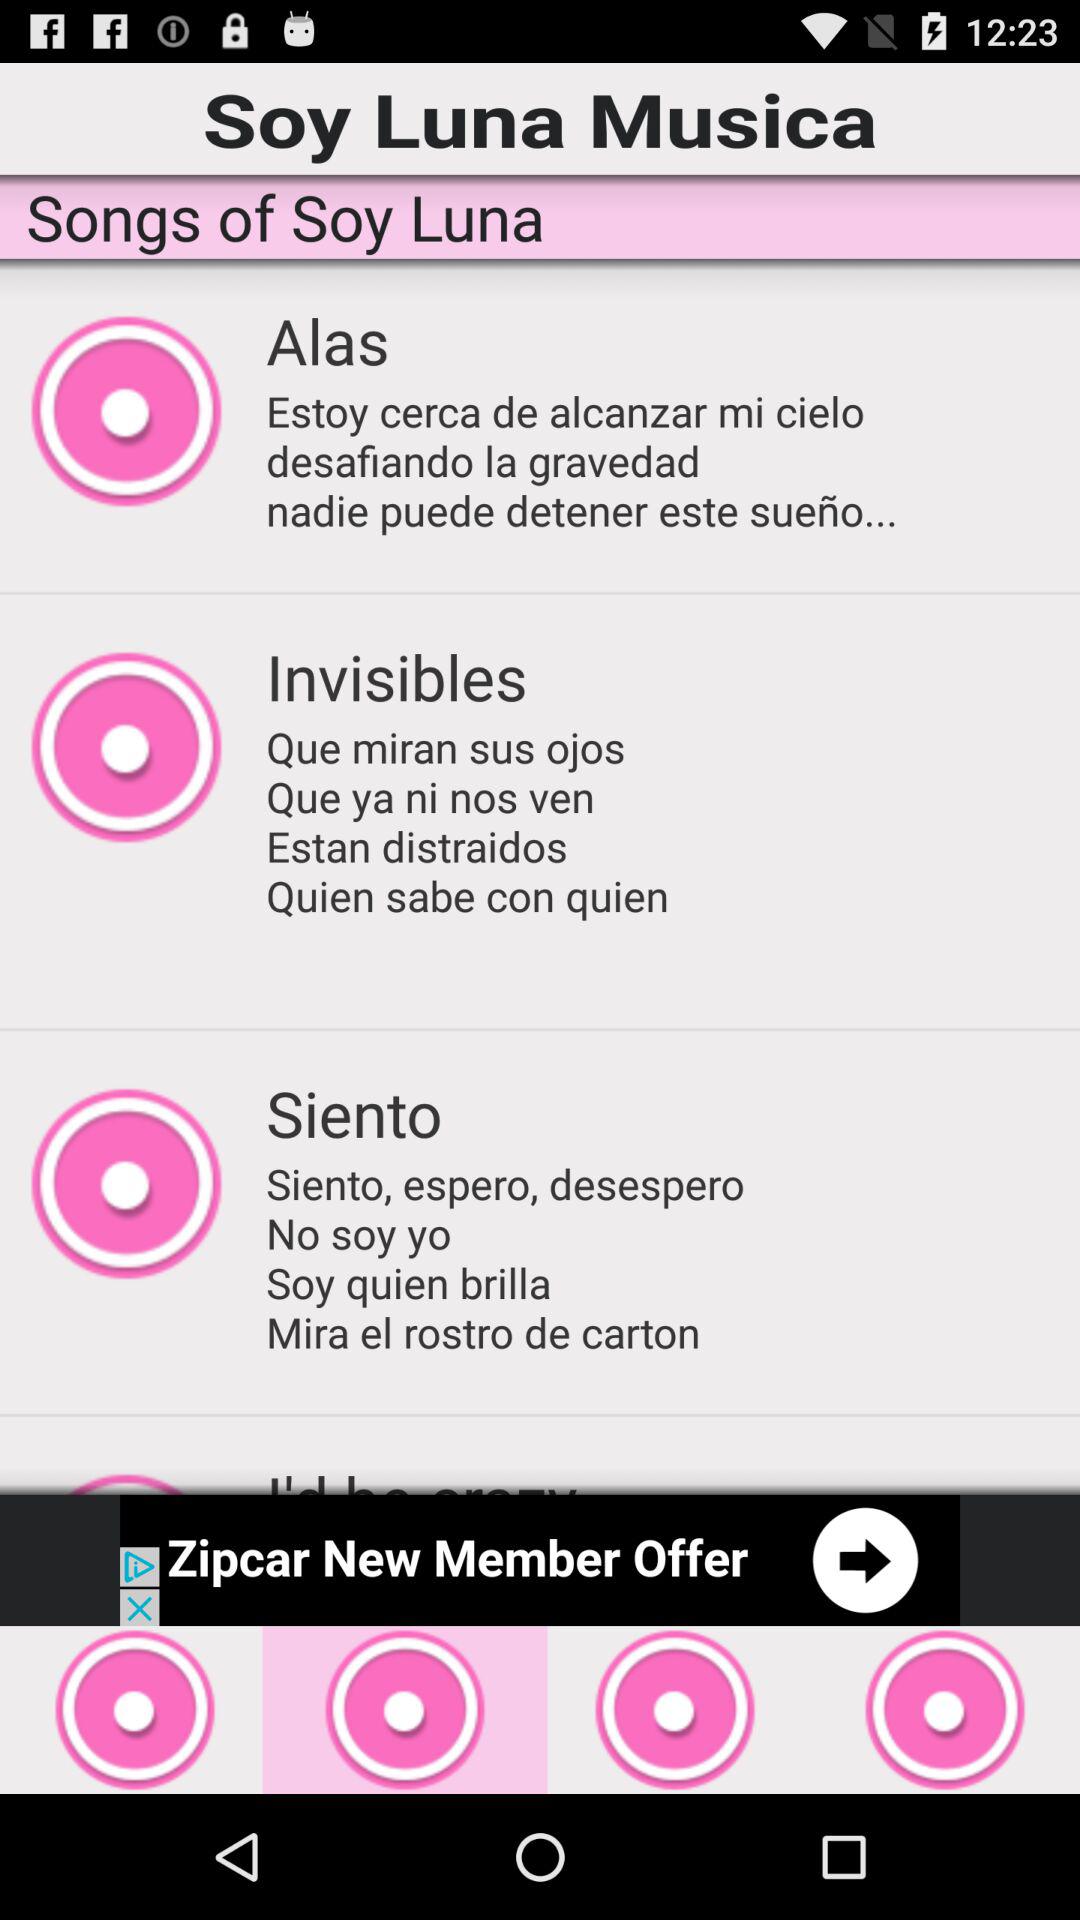 12:23
Soy Luna Musica
Songs of Soy Luna
Alas
Estoy cerca de alcanzar mi cielo
desafiando la gravedad
nadie puede detener este sueño...
Invisibles
Que miran sus ojos
Que ya ni nos ven
Estan distraidos
Quien sabe con quien
Siento
Siento, espero, desespero
No soy yo
Soy quien brilla
Mira el rostro de carton
I'd be crazy
Zipcar New Member Offer